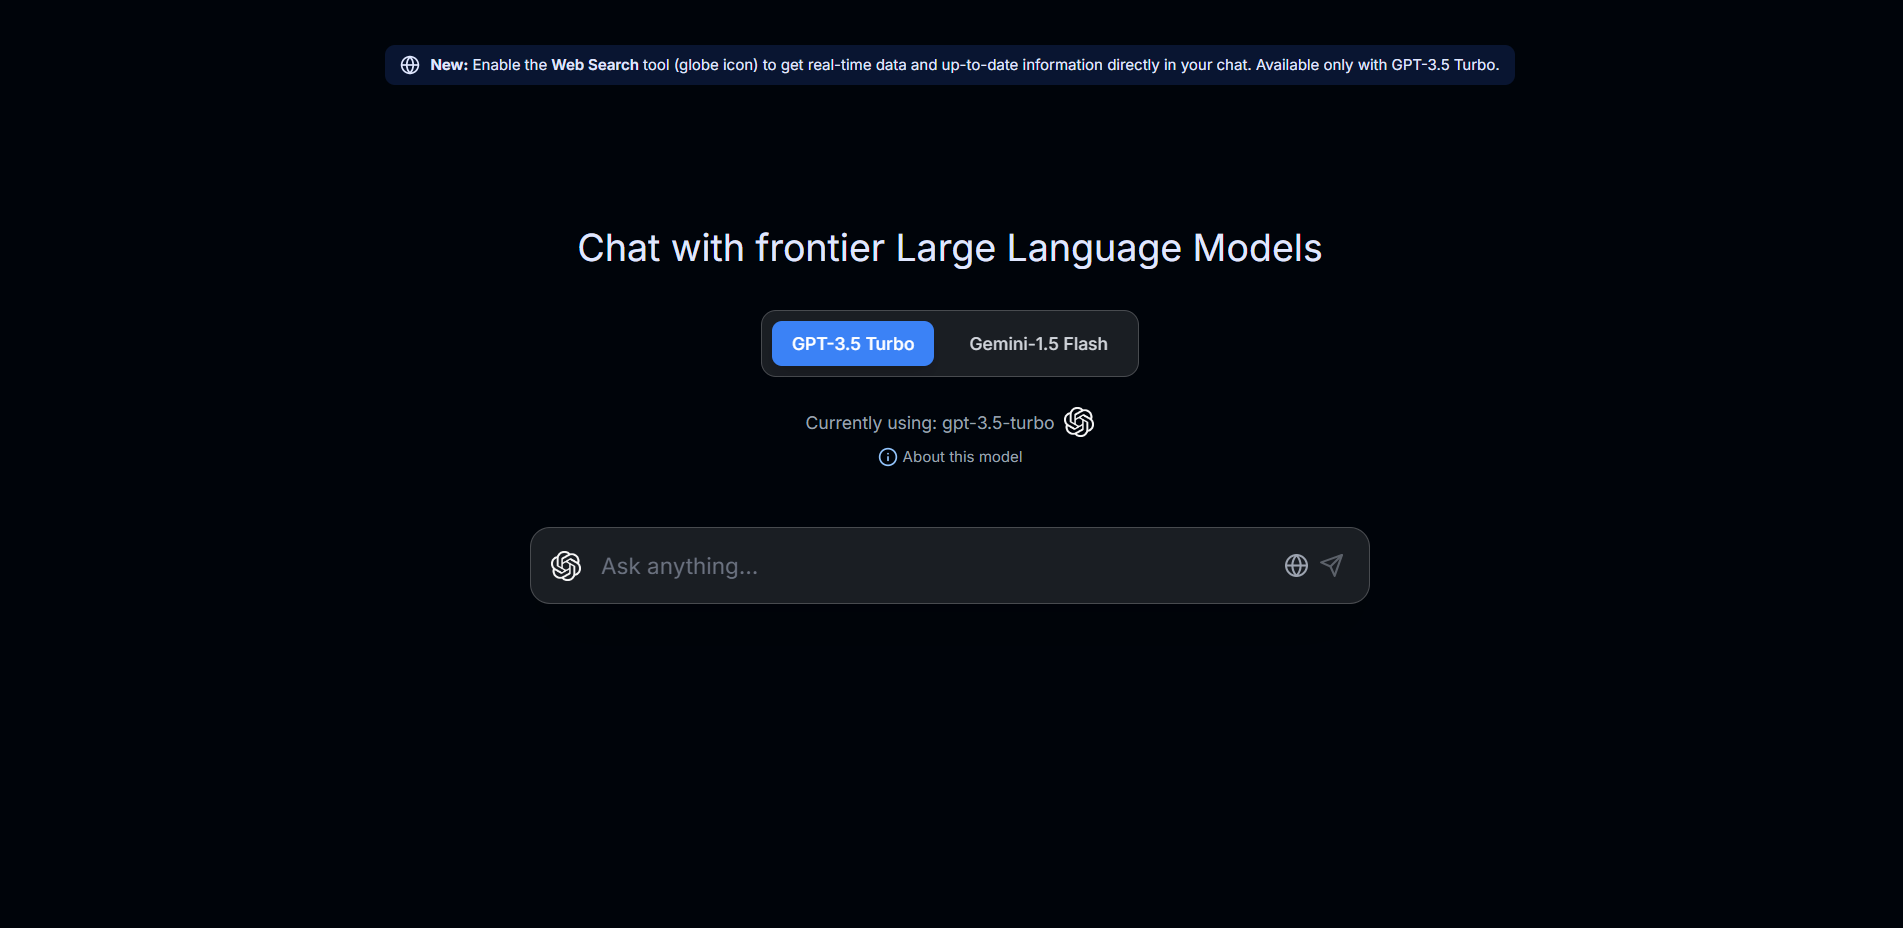 New: Enable the Web Search tool (globe icon) to get real-time data and up-to-date information directly in your chat. Available only with GPT-3.5 Turbo.
Chat with frontier Large Language Models
GPT-3.5 Turbo
Gemini-1.5 Flash
Currently using: gpt-3.5-turbo
About this model
Ask anything...